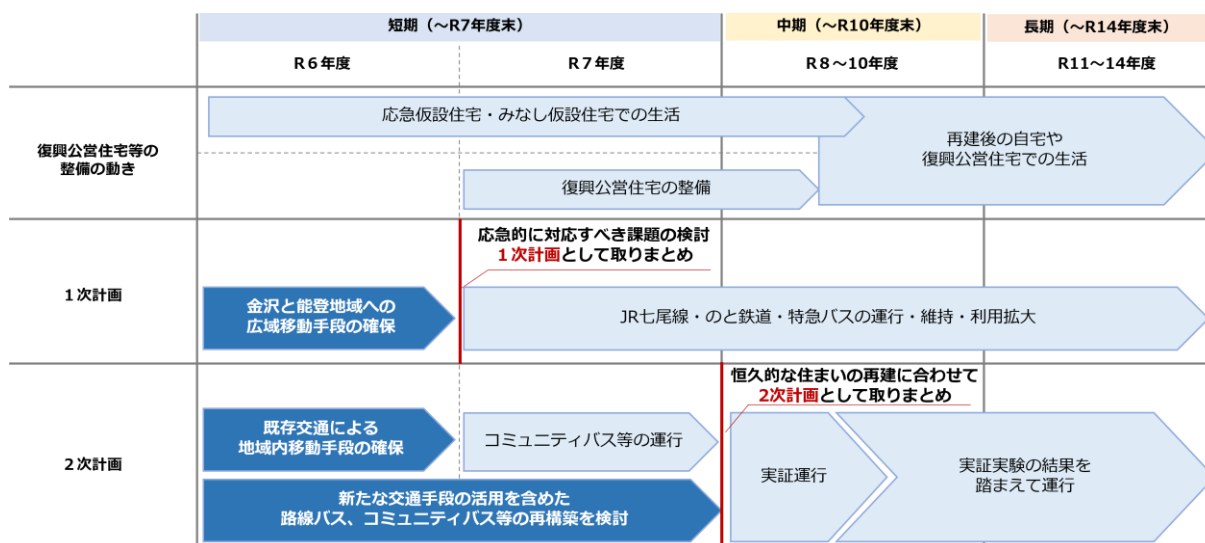 短期（～R7年度末）
中期（～R10年度末）
長期（～R14年度末）
R６年度
R７年度
R８～10年度
R11～14年度
復興公営住宅等の
整備の動き
応急仮設住宅・みなし仮設住宅での生活
再建後の自宅や
復興公営住宅での生活
復興公営住宅の整備
１次計画
応急的に対応すべき課題の検討
１次計画として取りまとめ
金沢と能登地域への
広域移動手段の確保
JR七尾線・のと鉄道・特急バスの運行・維持・利用拡大
２次計画
恒久的な住まいの再建に合わせて
2次計画として取りまとめ
既存交通による
地域内移動手段の確保
コミュニティバス等の運行
実証運行
実証実験の結果を
踏まえて運行
新たな交通手段の活用を含めた
路線バス、コミュニティバス等の再構築を検討